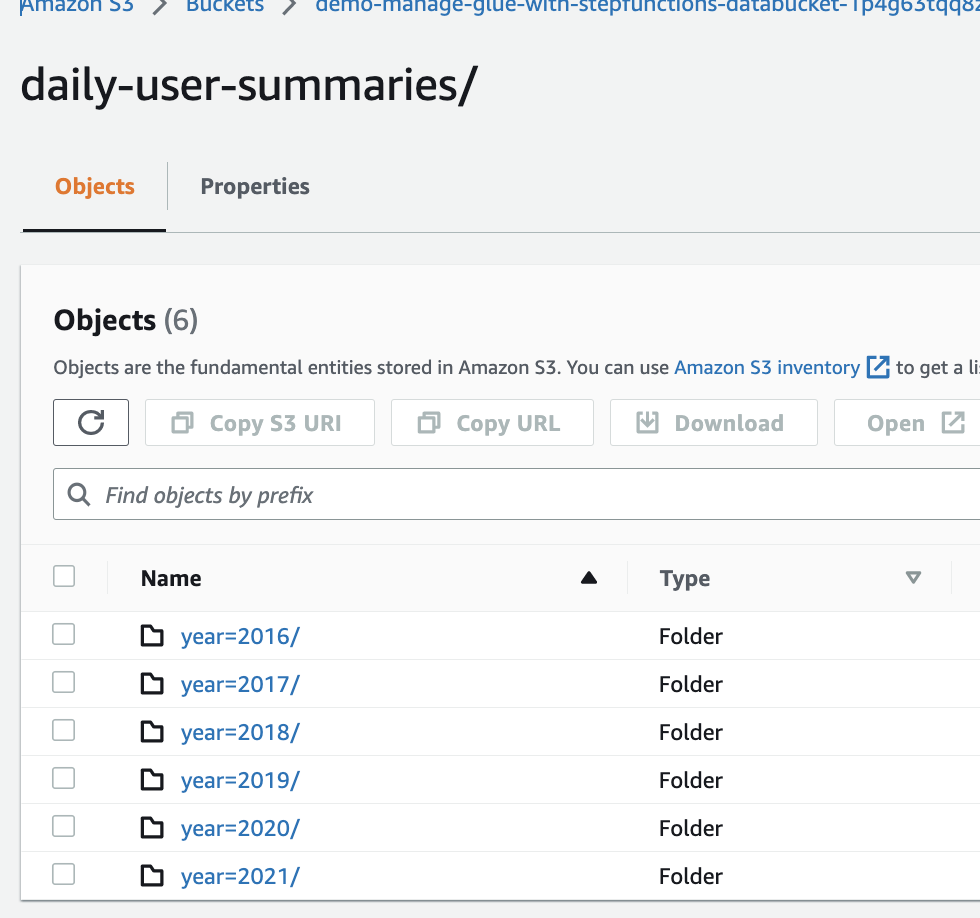 Amazon S3 > Buckets > demo-manage-glue-with-stepfunctions-databucket-1p4g63tqq8z
daily-user-summaries/
Objects Properties
Objects (6)
Objects are the fundamental entities stored in Amazon S3. You can use Amazon S3 inventory to get a li
Copy S3 URI Copy URL Download Open
Find objects by prefix
Name Type
year=2016/ Folder
year=2017/ Folder
year=2018/ Folder
year=2019/ Folder
year=2020/ Folder
year=2021/ Folder